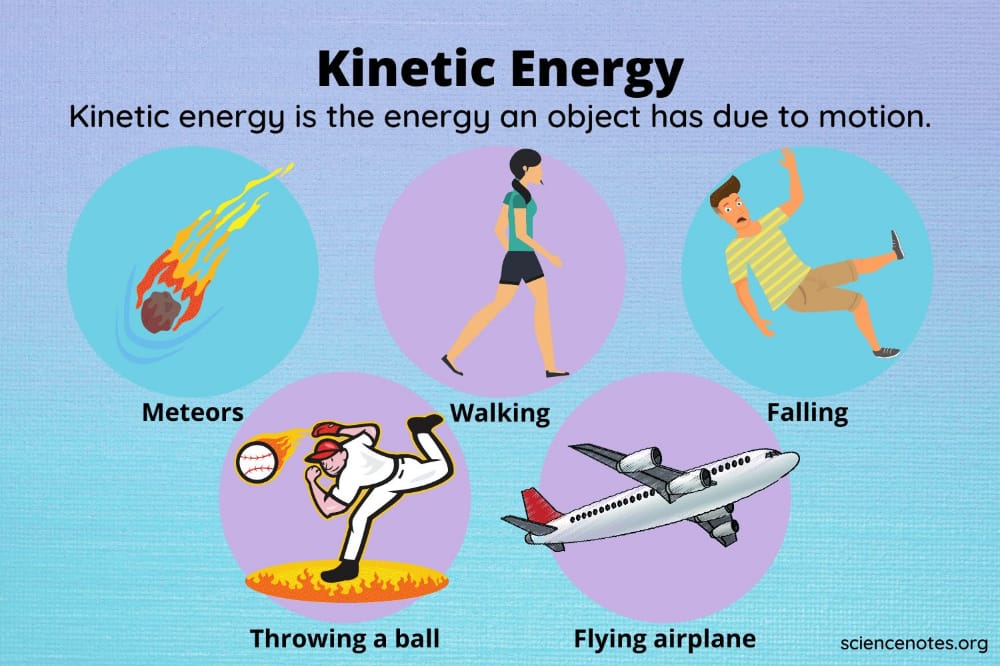 Kinetic Energy
Kinetic energy is the energy an object has due to motion.
Meteors
Walking
Falling
Throwing a ball
Flying airplane
sciencenotes.org